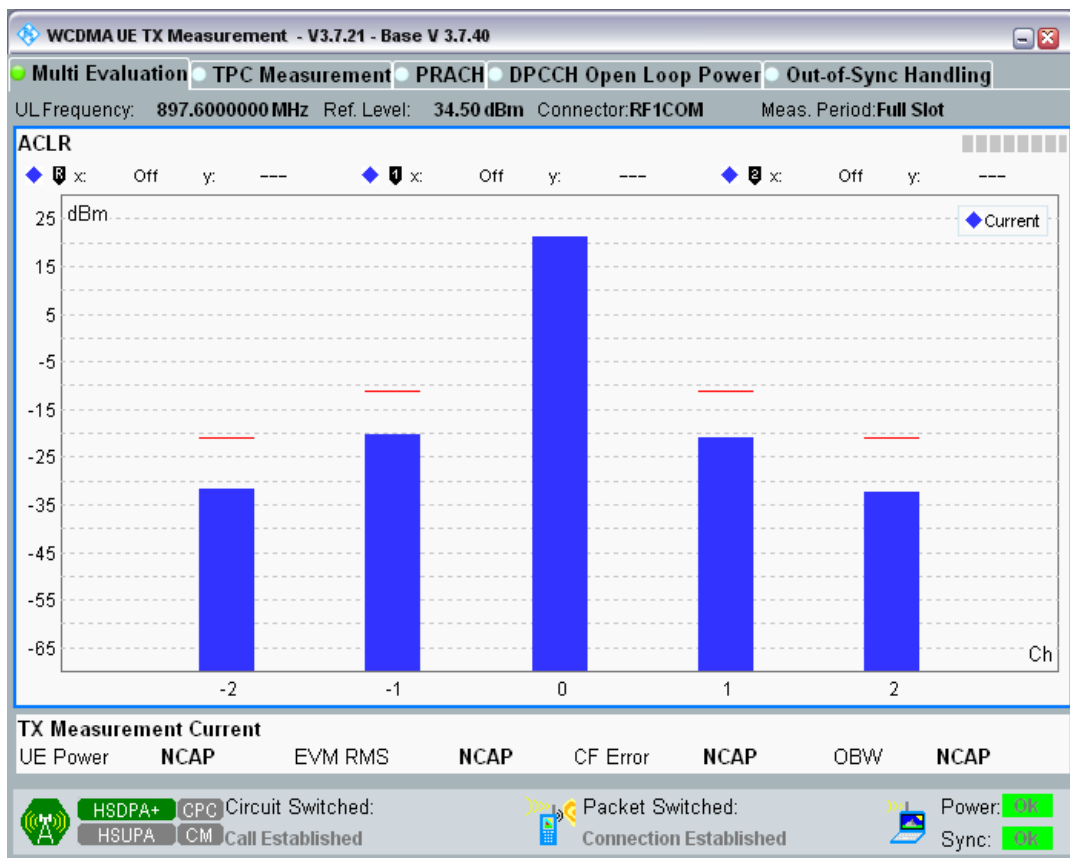 WCDMA UE TX Measurement - V3.7.21 - Base V 3.7.40
Multi Evaluation TPC Measurement PRACH DPCCH Open Loop Power Out-of-Sync Handling
UL Frequency: 897.6000000 MHz Ref. Level: 34.50 dBm Connector:RF1COM Meas. Period:Full Slot
ACLR
R x: Off y: --- 1 x: Off y: --- 2 x: Off y: ---
dBm
Current
25
15
5
-5
-15
-25
-35
-45
-55
-65
Ch
-2 -1 0 1 2
TX Measurement Current
UE Power NCAP EVM RMS NCAP CF Error NCAP OBW NCAP
HSDPA+ CPC Circuit Switched: Packet Switched: Power: Ok
HSUPA CM Call Established Connection Established Sync: Ok